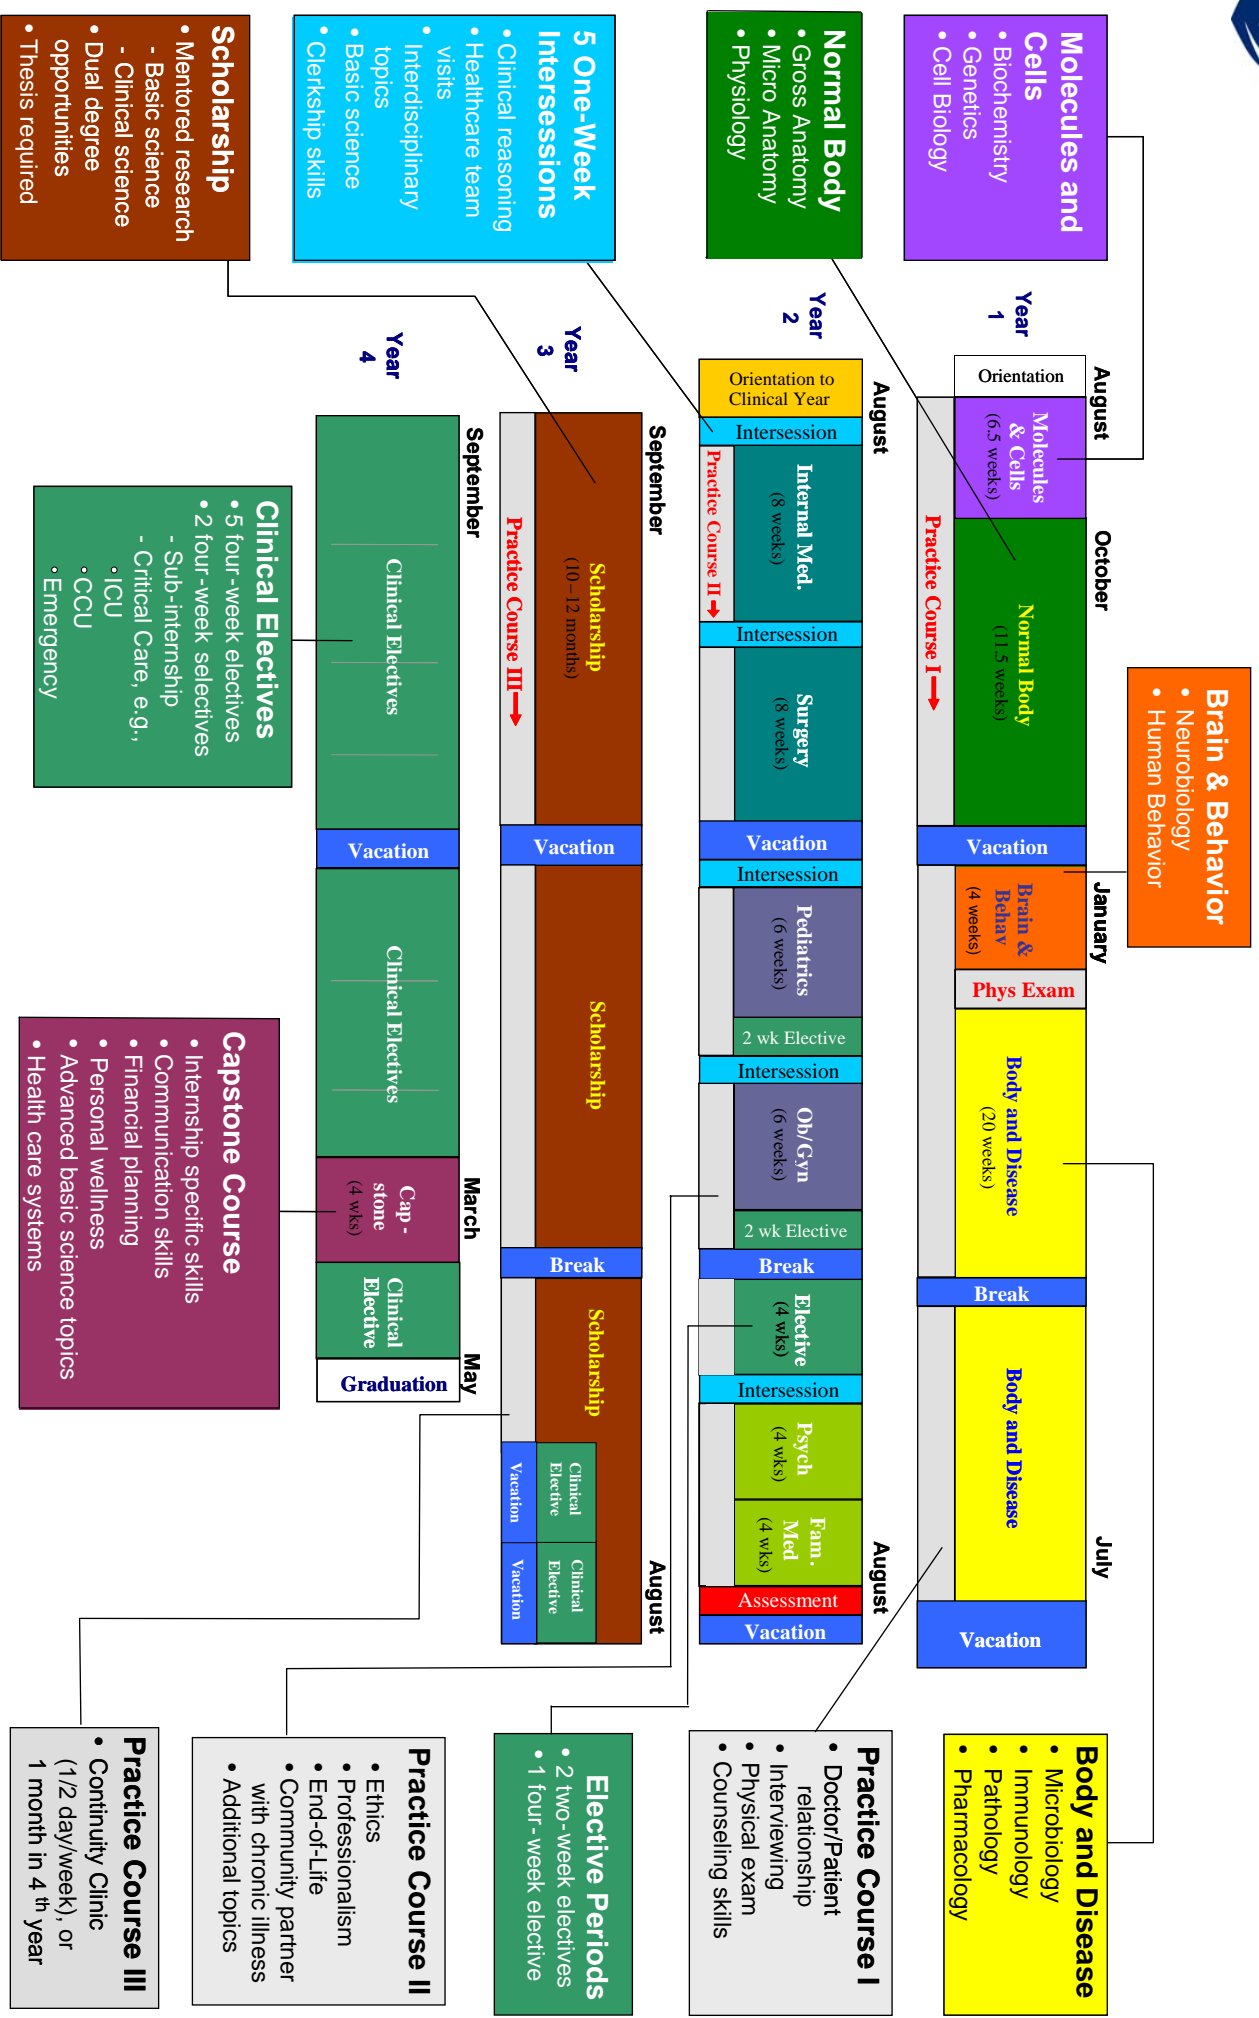 Molecules and
Cells
• Biochemistry
• Genetics
• Cell Biology
Brain & Behavior
• Neurobiology
• Human Behavior
Body and Disease
• Microbiology
• Immunology
• Pathology
• Pharmacology
Year
1
August
October
January
July
Orientation
Molecules
& Cells
(6.5 weeks)
Normal Body
(11.5 weeks)
Vacation
Brain &
Behav
(4 weeks)
Phys Exam
Body and Disease
(20 weeks)
Break
Body and Disease
Vacation
Practice Course I
Normal Body
• Gross Anatomy
• Micro Anatomy
• Physiology
Practice Course I
• Doctor/Patient
relationship
• Interviewing
• Physical exam
• Counseling skills
Year
2
August
August
Orientation to
Clinical Year
Intersession
Internal Med.
(8 weeks)
Intersession
Surgery
(8 weeks)
Vacation
Intersession
Pediatrics
(6 weeks)
2 wk Elective
Intersession
Ob/Gyn
(6 weeks)
2 wk Elective
Break
Elective
(4 wks)
Intersession
Psych
(4 wks)
Fam.
Med
(4 wks)
Assessment
Vacation
Practice Course II
5 One-Week
Intersessions
• Clinical reasoning
• Healthcare team
visits
• Interdisciplinary
topics
• Basic science
• Clerkship skills
Elective Periods
• 2 two-week electives
• 1 four-week elective
Year
3
September
August
Scholarship
(10–12 months)
Vacation
Scholarship
Break
Scholarship
Clinical
Elective
Clinical
Elective
Practice Course III
Vacation
Vacation
Scholarship
• Mentored research
- Basic science
- Clinical science
• Dual degree
opportunities
• Thesis required
Practice Course II
• Ethics
• Professionalism
• End-of-Life
• Community partner
with chronic illness
• Additional topics
Year
4
September
March
May
Clinical Electives
Vacation
Clinical Electives
Cap-
stone
(4 wks)
Clinical
Elective
Graduation
Clinical Electives
• 5 four-week electives
• 2 four-week selectives
- Sub-internship
- Critical Care, e.g.,
◦ ICU
◦ CCU
◦ Emergency
Capstone Course
• Internship specific skills
• Communication skills
• Financial planning
• Personal wellness
• Advanced basic science topics
• Health care systems
Practice Course III
• Continuity Clinic
(1/2 day/week), or
1 month in 4th year